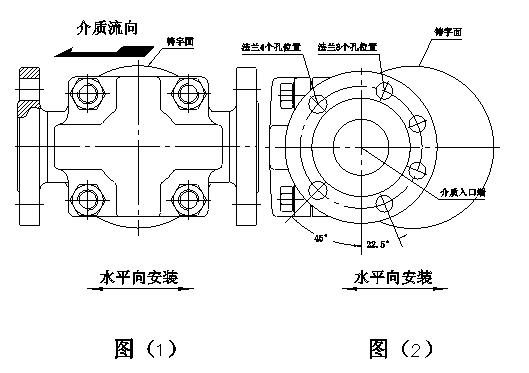 介质流向
铸字面
法兰4个孔位置
法兰8个孔位置
铸字面
介质入口端
45°
22.5°
水平向安装
水平向安装
图（1）
图（2）